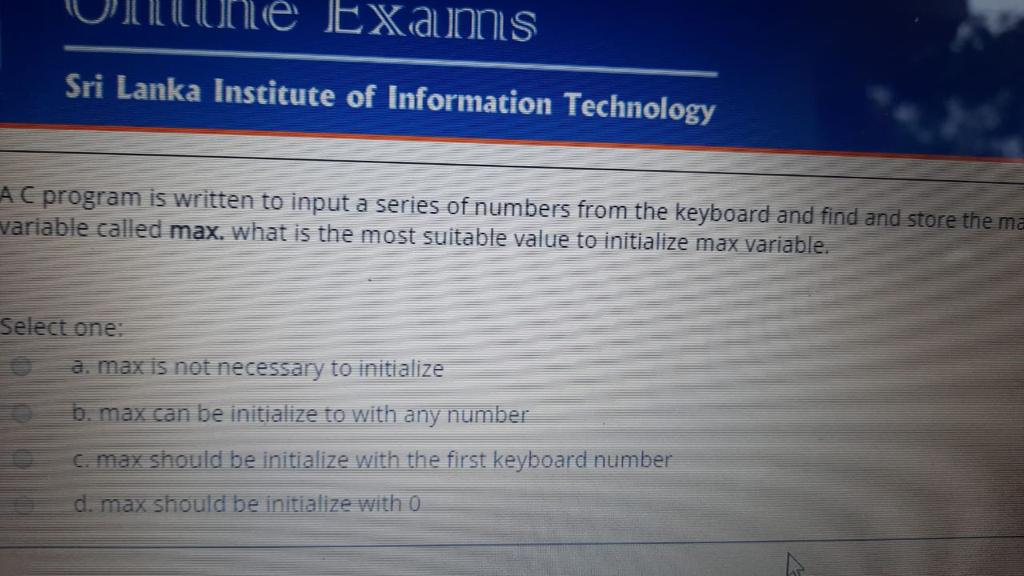 Online Exams
Sri Lanka Institute of Information Technology
A C program is written to input a series of numbers from the keyboard and find and store the
variable called max. what is the most suitable value to initialize max variable.
Select one:
a. max is not necessary to initialize
b. max can be initialize to with any number
c. max should be initialize with the first keyboard number
d. max should be initialize with 0